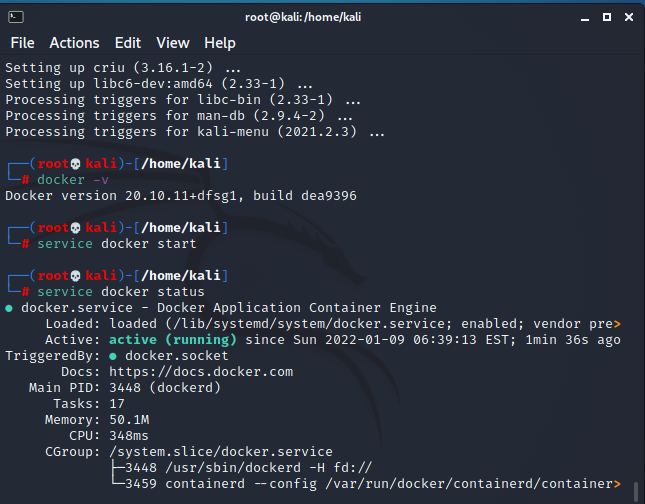 root@kali: /home/kali
File Actions Edit View Help
Setting up criu (3.16.1-2) ...
Setting up libc6-dev:amd64 (2.33-1) ...
Processing triggers for libc-bin (2.33-1) ...
Processing triggers for man-db (2.9.4-2) ...
Processing triggers for kali-menu (2021.2.3) ...
┌──(root💀kali)-[/home/kali]
└─# docker -v
Docker version 20.10.11+dfsg1, build dea9396
┌──(root💀kali)-[/home/kali]
└─# service docker start
┌──(root💀kali)-[/home/kali]
└─# service docker status
● docker.service - Docker Application Container Engine
Loaded: loaded (/lib/systemd/system/docker.service; enabled; vendor pre>
Active: active (running) since Sun 2022-01-09 06:39:13 EST; 1min 36s ago
TriggeredBy: ● docker.socket
Docs: https://docs.docker.com
Main PID: 3448 (dockerd)
Tasks: 17
Memory: 50.1M
CPU: 348ms
CGroup: /system.slice/docker.service
├─3448 /usr/sbin/dockerd -H fd://
└─3459 containerd --config /var/run/docker/containerd/container>